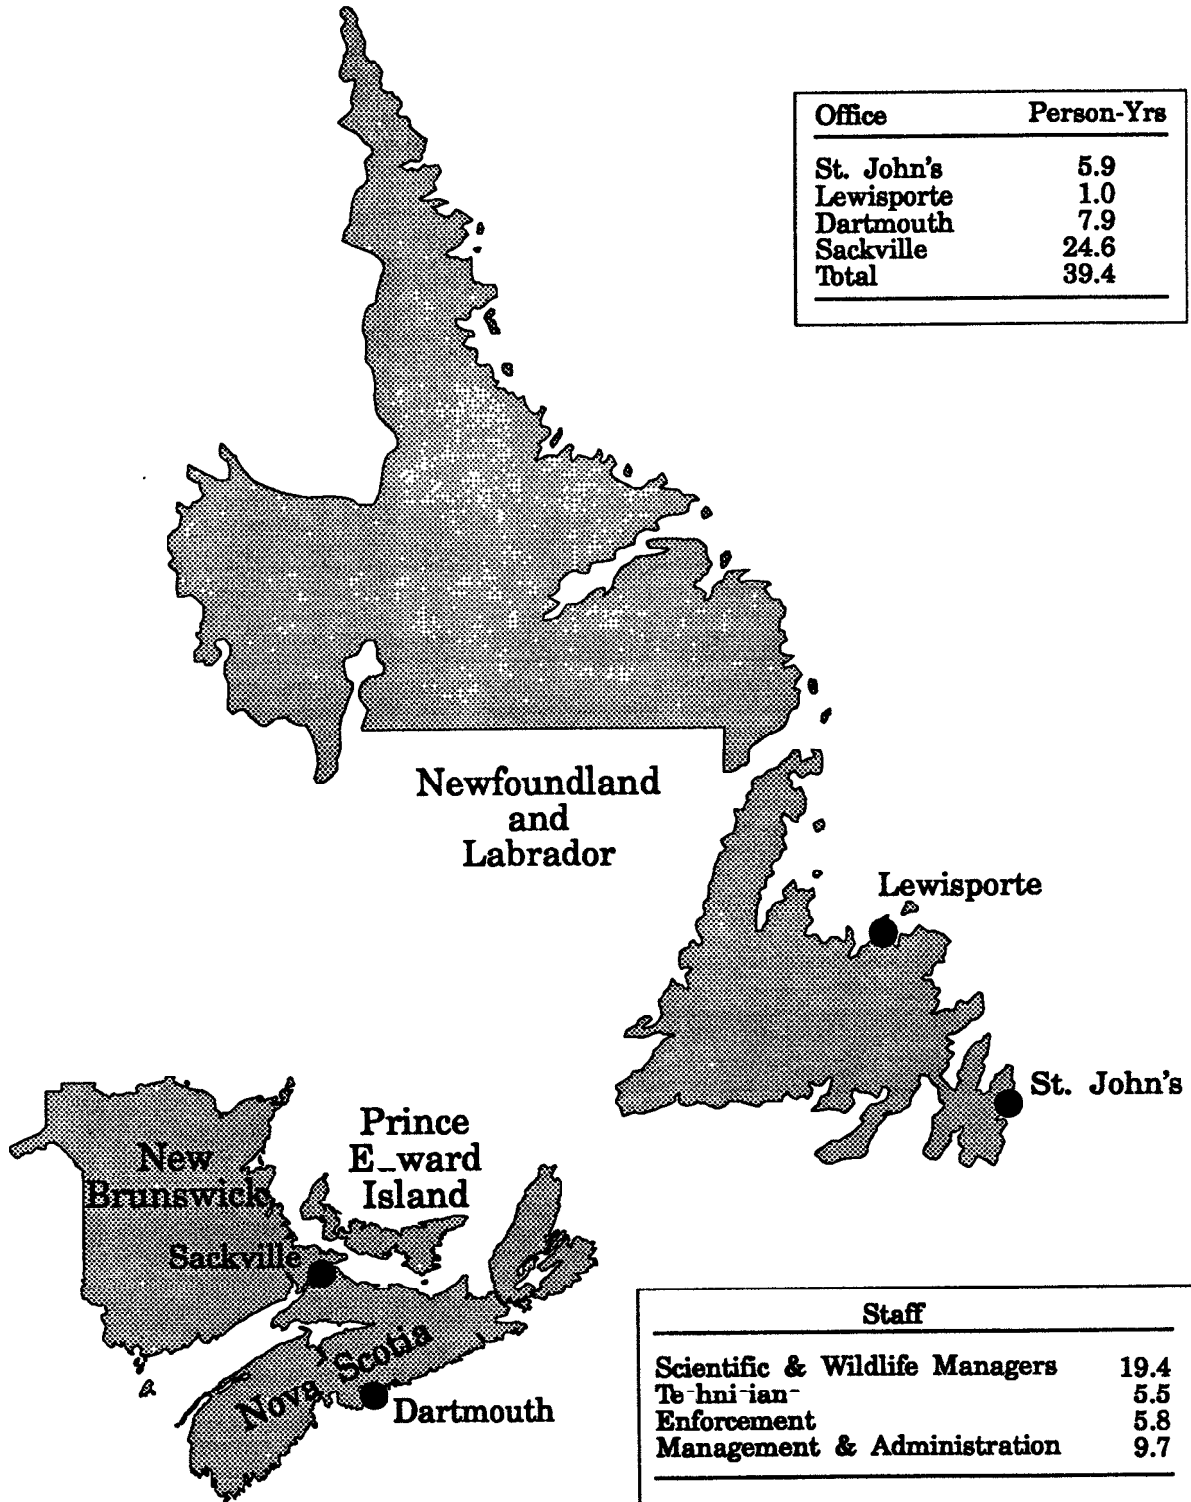 Office Person-Yrs
St. John's 5.9
Lewisporte 1.0
Dartmouth 7.9
Sackville 24.6
Total 39.4
Newfoundland
and
Labrador
Lewisporte
St. John's
Prince
E_ward
Island
New
Brunswick
Sackville
Nova Scotia
Dartmouth
Staff
Scientific & Wildlife Managers 19.4
5.5
Enforcement 5.8
Management & Administration 9.7